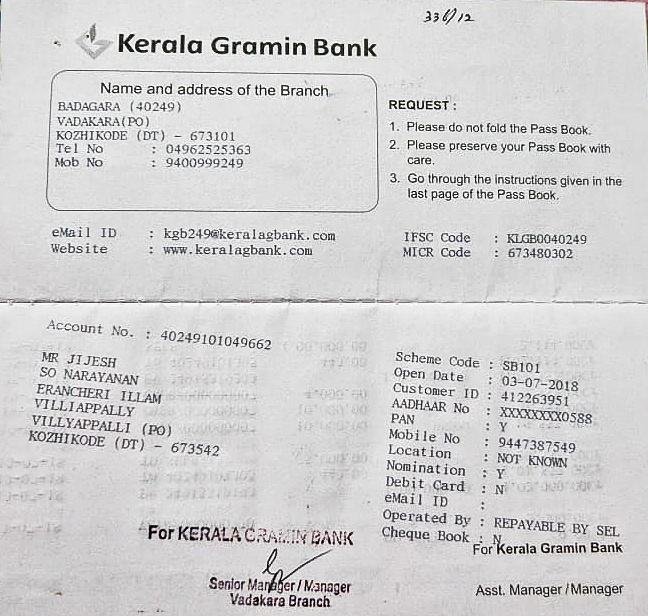 336/12
Kerala Gramin Bank
Name and address of the Branch
BADAGARA (40249)
VADAKARA(PO)
KOZHIKODE (DT) - 673101
Tel No : 04962525363
Mob No : 9400999249
REQUEST :
1. Please do not fold the Pass Book.
2. Please preserve your Pass Book with
care.
3. Go through the instructions given in the
last page of the Pass Book.
eMail ID : kgb249@keralagbank.com
Website : www.keralagbank.com
IFSC Code : KLGB0040249
MICR Code : 673480302
Account No. : 40249101049662
MR JIJESH
SO NARAYANAN
ERANCHERI ILLAM
VILLIAPPALLY
VILLYAPPALLI (PO)
KOZHIKODE (DT) - 673542
Scheme Code : SB101
Open Date : 03-07-2018
Customer ID : 412263951
AADHAAR No : XXXXXXXX0588
PAN : Y
Mobile No : 9447387549
Location : NOT KNOWN
Nomination : Y
Debit Card : N
eMail ID :
Operated By : REPAYABLE BY SEL
Cheque Book : N
For KERALA GRAMIN BANK
Senior Manager / Manager
Vadakara Branch
For Kerala Gramin Bank
Asst. Manager / Manager